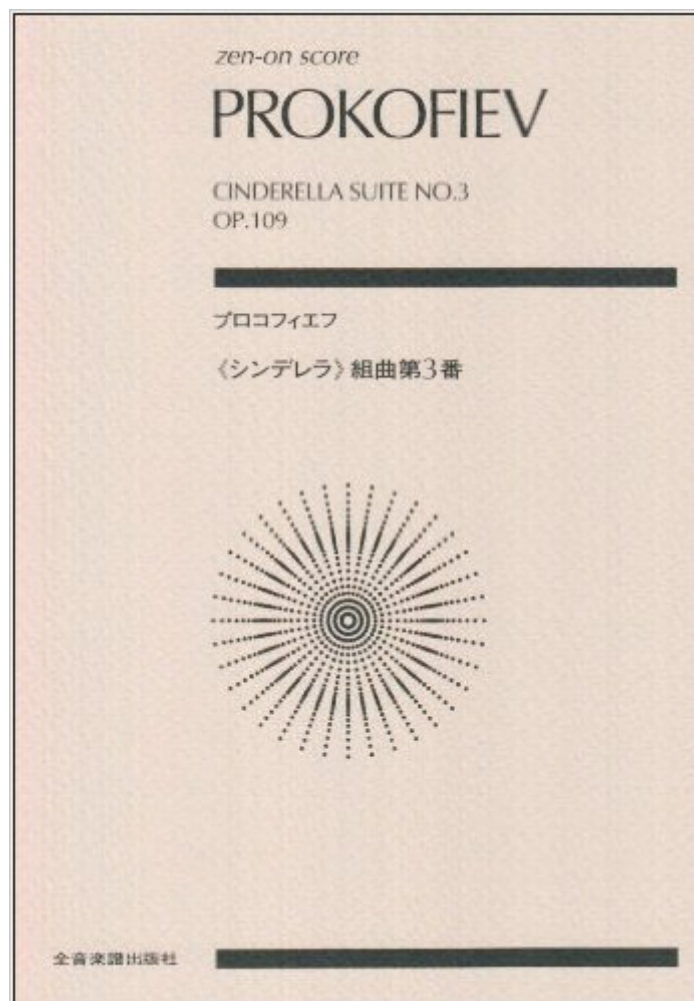 zen-on score
PROKOFIEV
CINDERELLA SUITE NO.3
OP.109
プロコフィエフ
《シンデレラ》組曲第3番
全音楽譜出版社